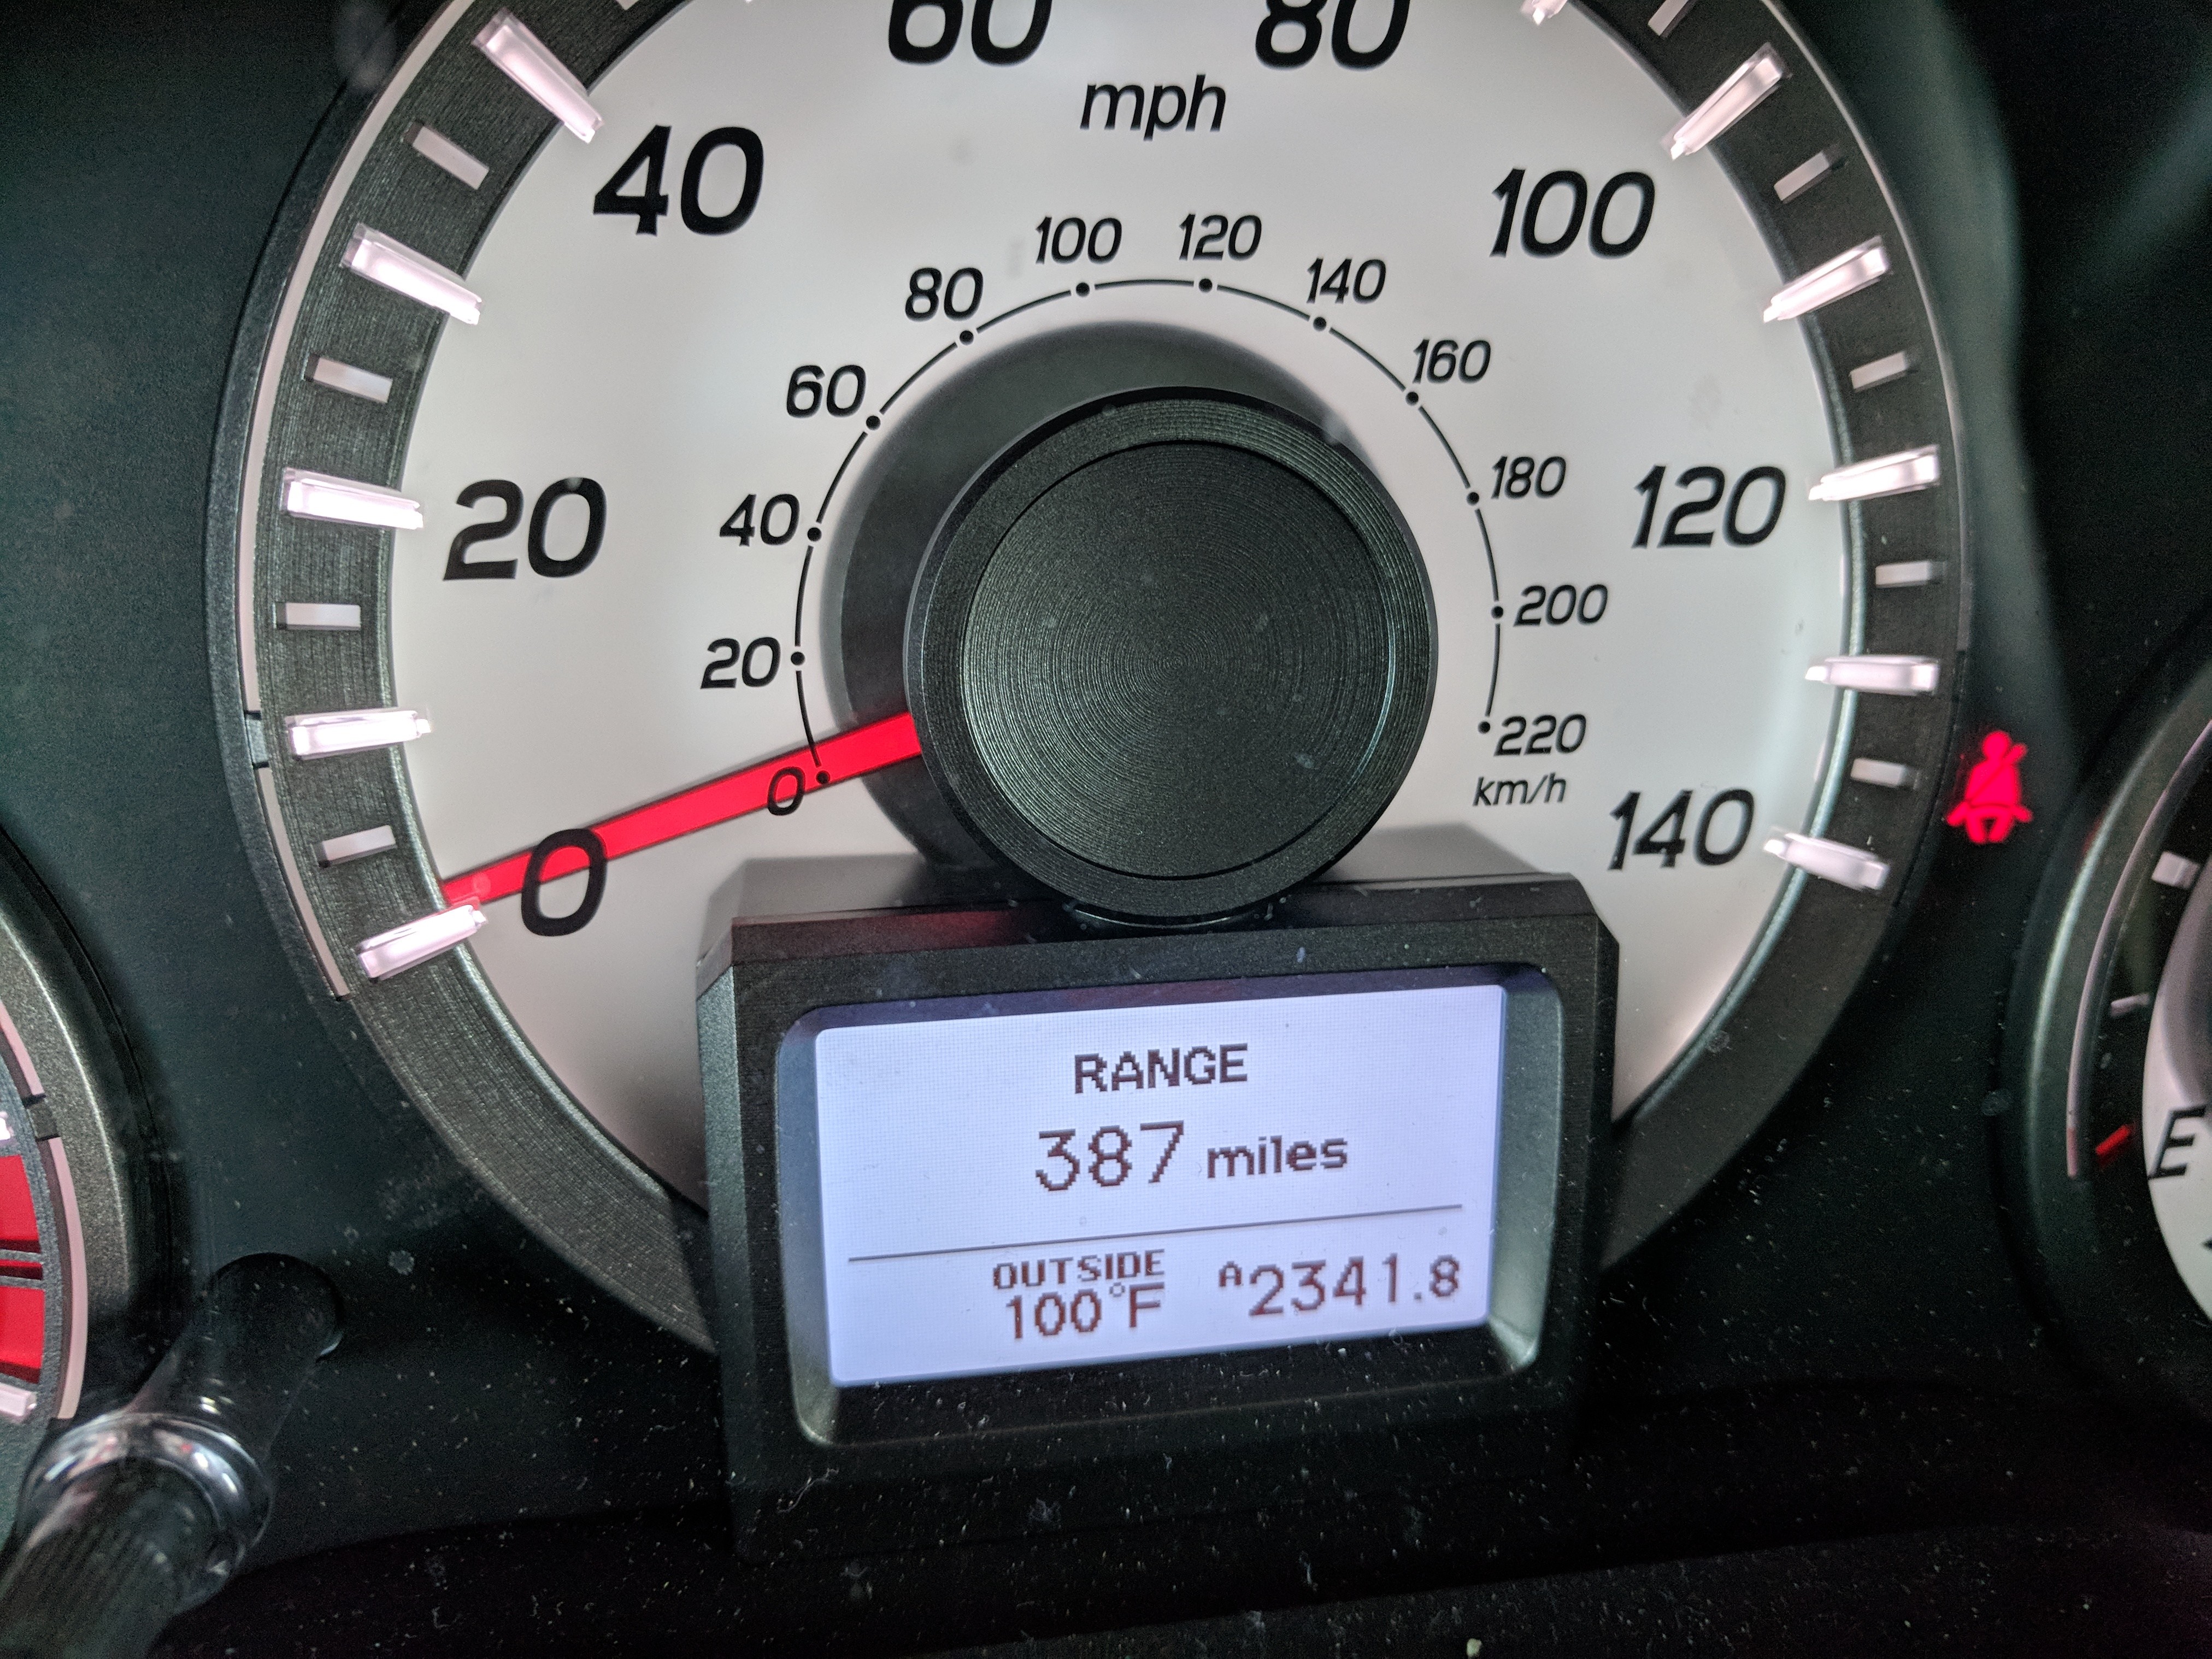 60 80
mph
40 100
100 120
80 140
60 160
20 40 180 120
20 200
0 220
km/h
0 140
RANGE
387 miles
OUTSIDE
100°F A2341.8
E